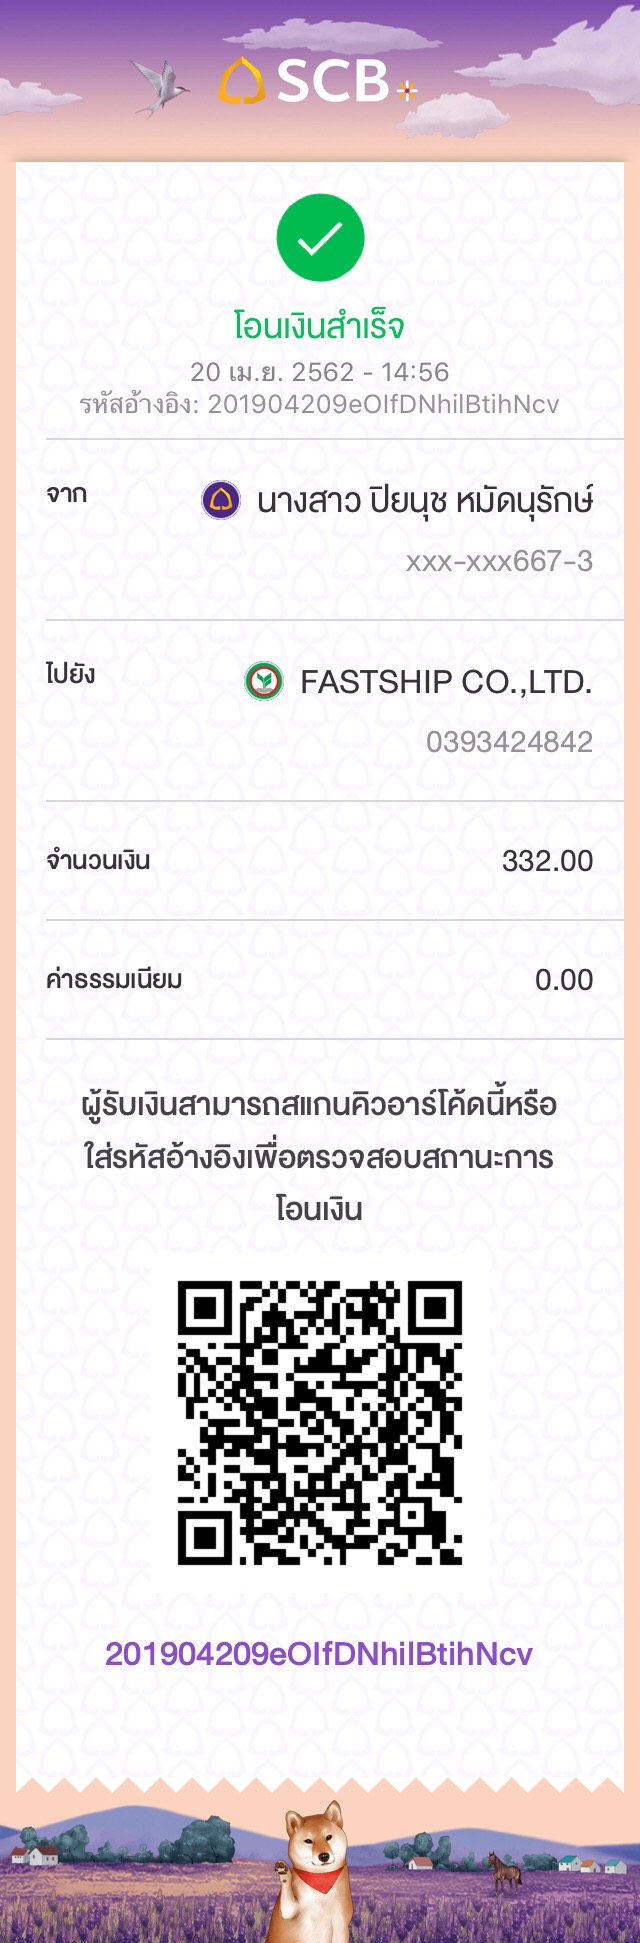 SCB
โอนเงินสำเร็จ
20 เม.ย. 2562 - 14:56
รหัสอ้างอิง: 201904209eOlfDNhilBtihNcv
จาก
นางสาว ปิยนุช หมัดนุรักษ์
xxx-xxx667-3
ไปยัง
FASTSHIP CO.,LTD.
0393424842
จำนวนเงิน 332.00
ค่าธรรมเนียม 0.00
ผู้รับเงินสามารถสแกนคิวอาร์โค้ดนี้หรือ
ใส่รหัสอ้างอิงเพื่อตรวจสอบสถานะการ
โอนเงิน
201904209eOlfDNhilBtihNcv